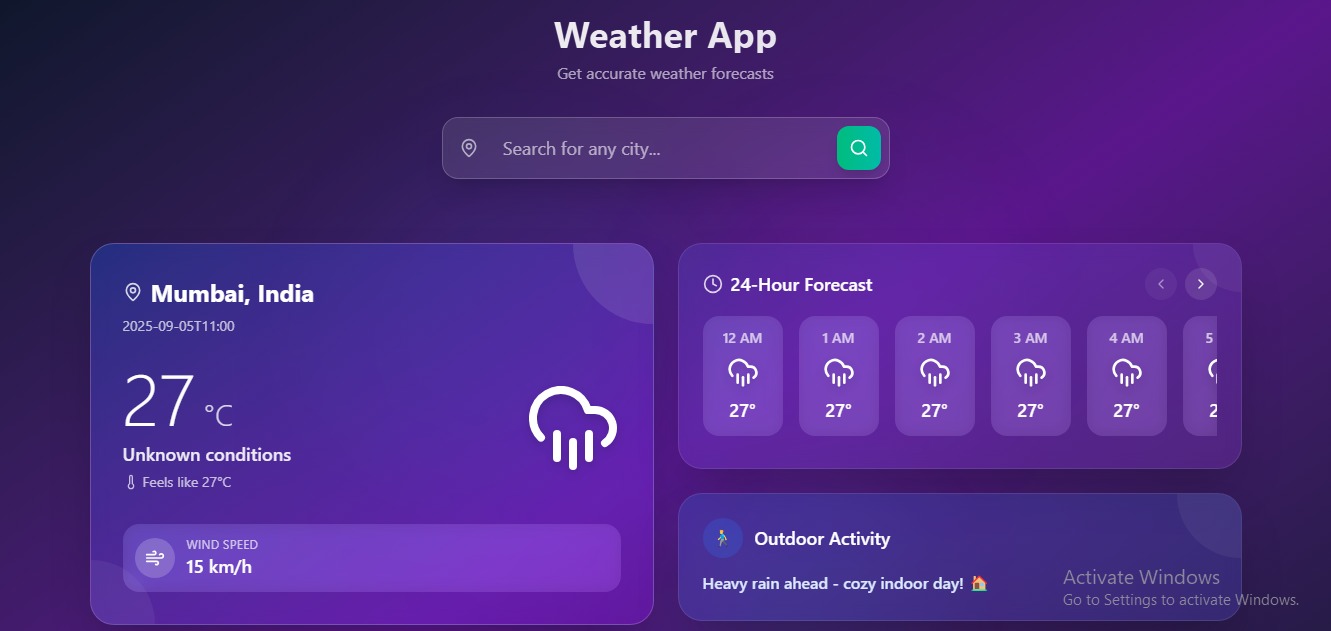 Weather App
Get accurate weather forecasts
Search for any city...
Mumbai, India
2025-09-05T11:00
27 °C
Unknown conditions
Feels like 27°C
WIND SPEED
15 km/h
24-Hour Forecast
12 AM 1 AM 2 AM 3 AM 4 AM 5
27° 27° 27° 27° 27° 2
Outdoor Activity
Heavy rain ahead - cozy indoor day! 🏠
Activate Windows
Go to Settings to activate Windows.